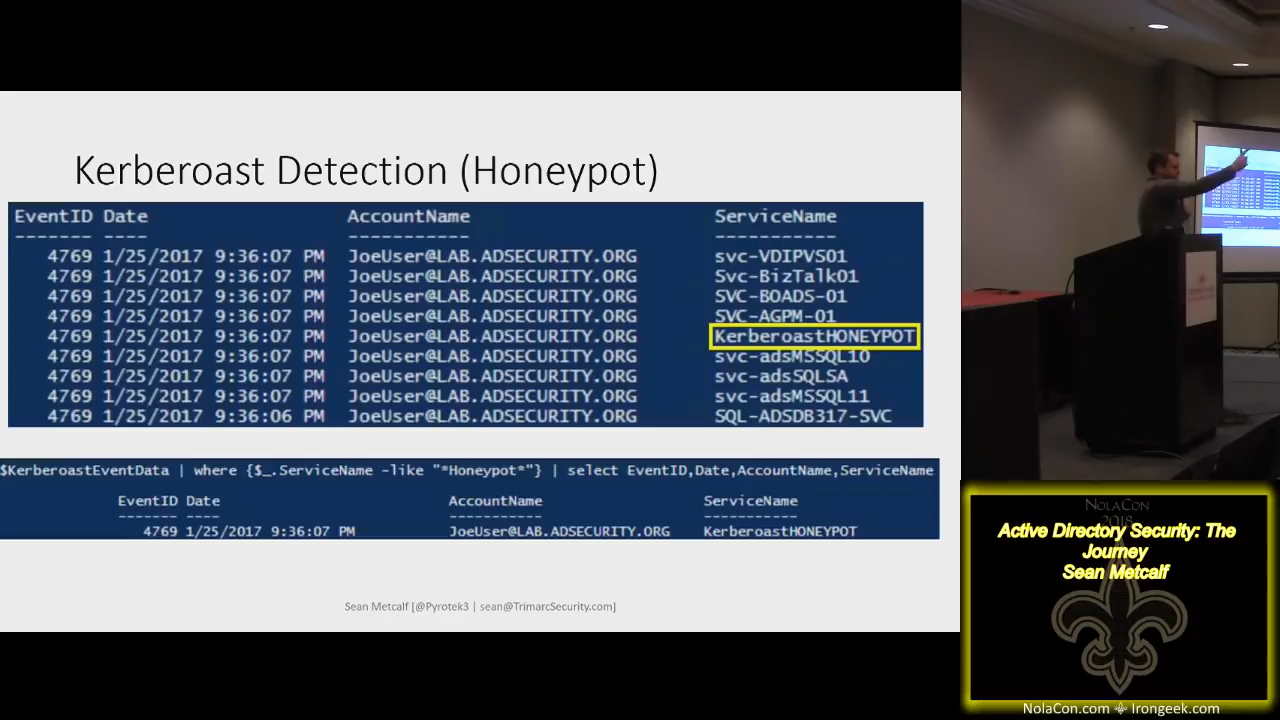 Kerberoast Detection (Honeypot)
EventID Date AccountName ServiceName
------- ---- ----------- -----------
4769 1/25/2017 9:36:07 PM JoeUser@LAB.ADSECURITY.ORG svc-VDIPVS01
4769 1/25/2017 9:36:07 PM JoeUser@LAB.ADSECURITY.ORG Svc-BizTalk01
4769 1/25/2017 9:36:07 PM JoeUser@LAB.ADSECURITY.ORG SVC-BOADS-01
4769 1/25/2017 9:36:07 PM JoeUser@LAB.ADSECURITY.ORG SVC-AGPM-01
4769 1/25/2017 9:36:07 PM JoeUser@LAB.ADSECURITY.ORG KerberoastHONEYPOT
4769 1/25/2017 9:36:07 PM JoeUser@LAB.ADSECURITY.ORG svc-adsMSSQL10
4769 1/25/2017 9:36:07 PM JoeUser@LAB.ADSECURITY.ORG svc-adsSQLSA
4769 1/25/2017 9:36:07 PM JoeUser@LAB.ADSECURITY.ORG svc-adsMSSQL11
4769 1/25/2017 9:36:06 PM JoeUser@LAB.ADSECURITY.ORG SQL-ADSDB317-SVC
$KerberoastEventData | where {$_.ServiceName -like "*Honeypot*"} | select EventID,Date,AccountName,ServiceName
EventID Date AccountName ServiceName
------- ---- ----------- -----------
4769 1/25/2017 9:36:07 PM JoeUser@LAB.ADSECURITY.ORG KerberoastHONEYPOT
Sean Metcalf [@Pyrotek3 | sean@TrimarcSecurity.com]
NOLACON
2018
Active Directory Security: The
Journey
Sean Metcalf
NolaCon.com ⚜ Irongeek.com